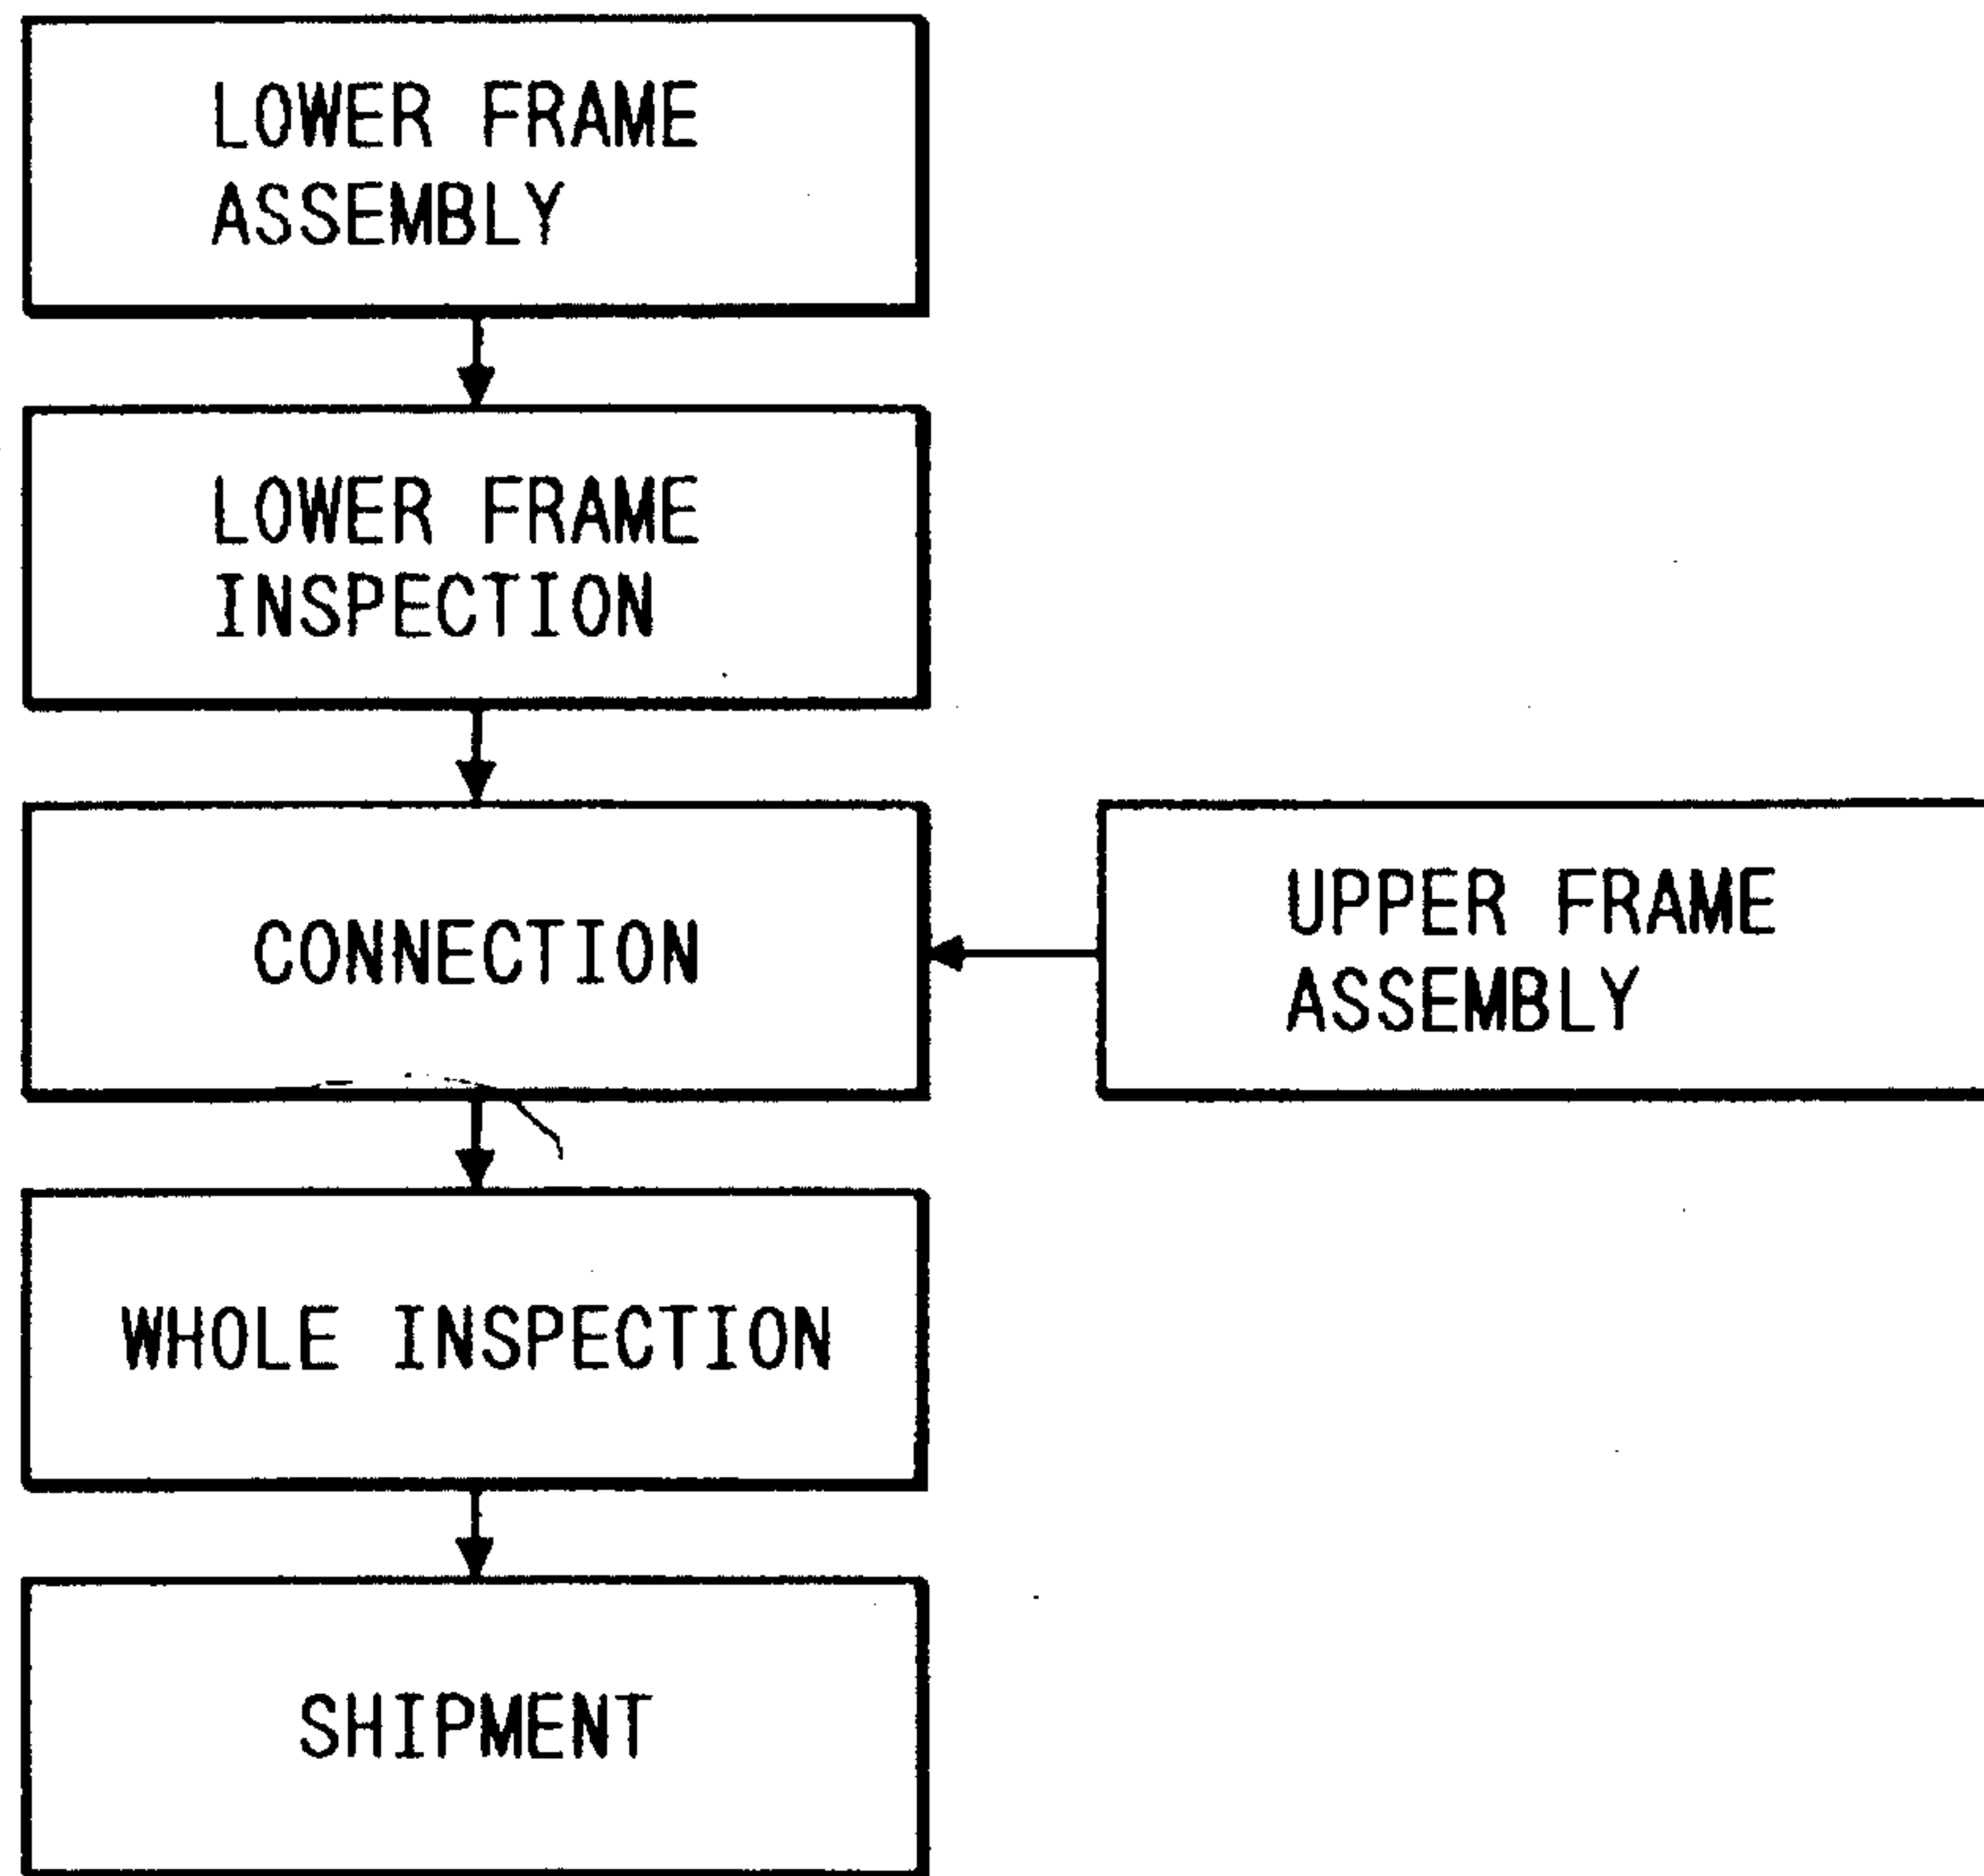 LOWER FRAME
ASSEMBLY
LOWER FRAME
INSPECTION
CONNECTION
UPPER FRAME
ASSEMBLY
WHOLE INSPECTION
SHIPMENT